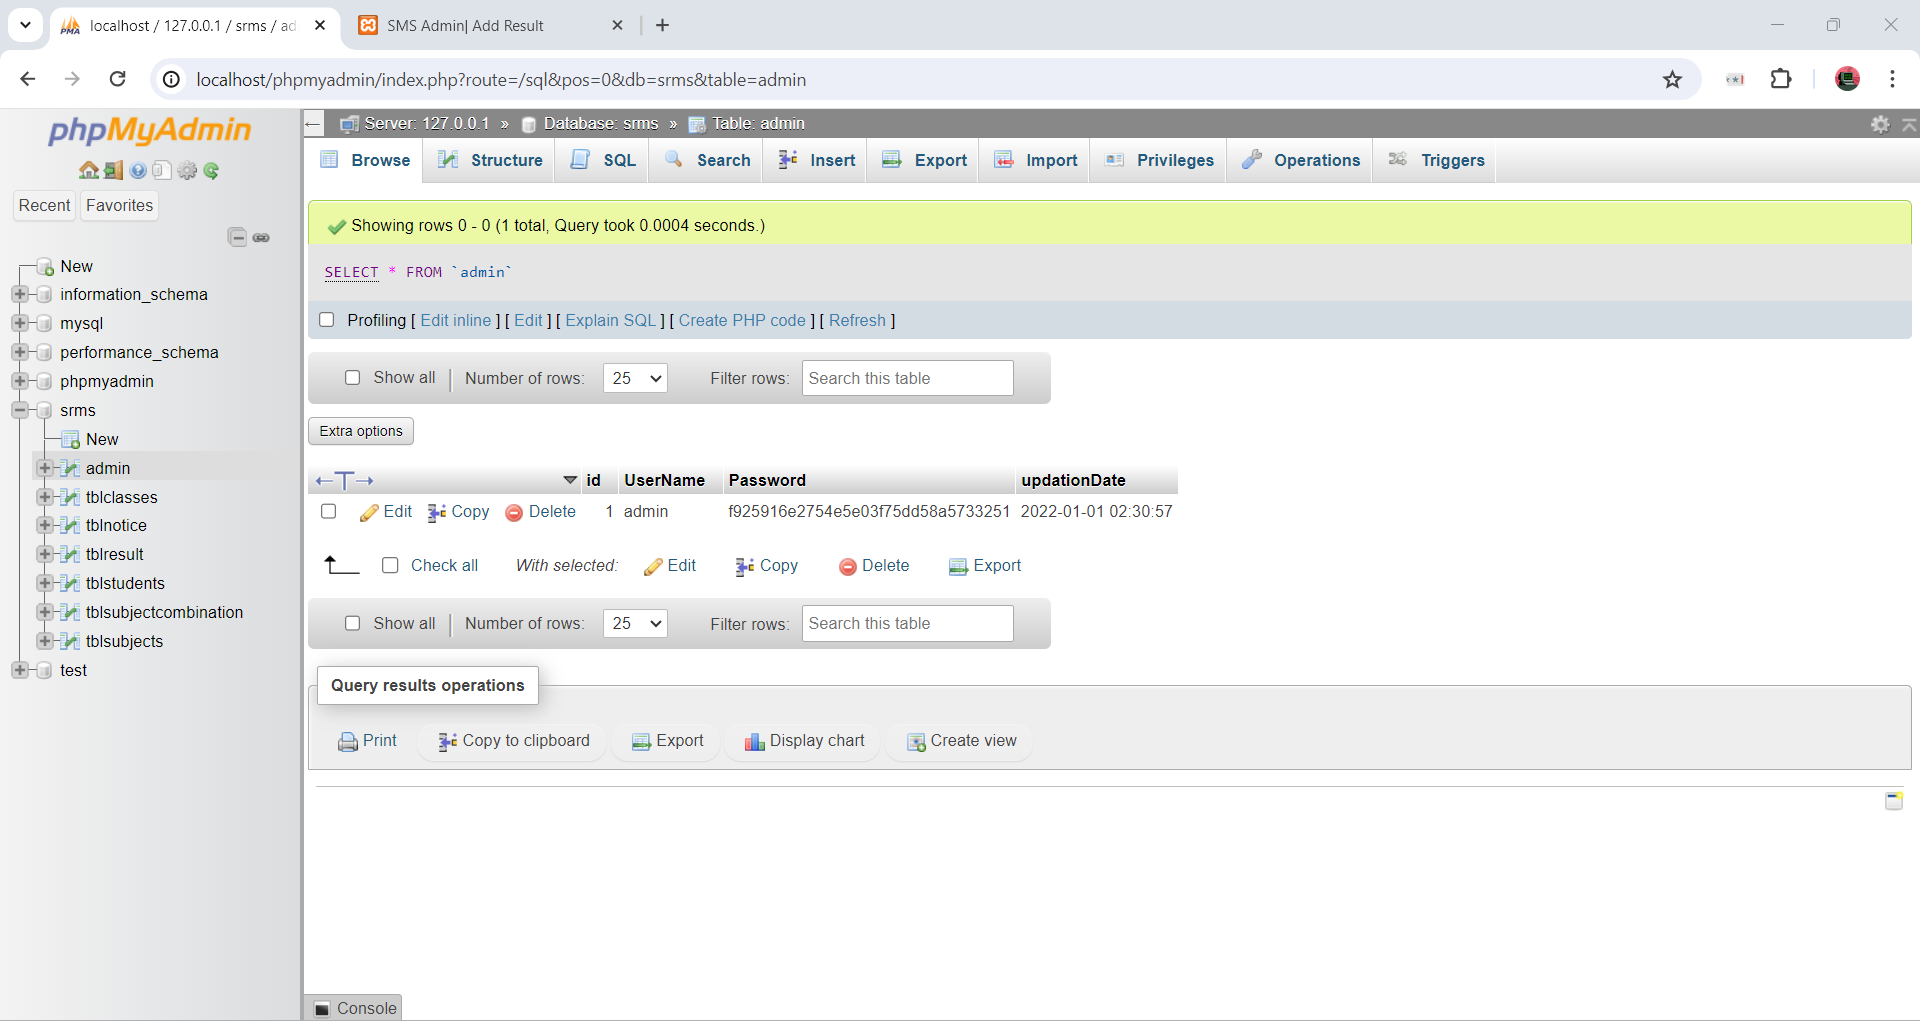 localhost / 127.0.0.1 / srms / ad
SMS Admin| Add Result
localhost/phpmyadmin/index.php?route=/sql&pos=0&db=srms&table=admin
phpMyAdmin
Recent
Favorites
New
information_schema
mysql
performance_schema
phpmyadmin
srms
New
admin
tblclasses
tblnotice
tblresult
tblstudents
tblsubjectcombination
tblsubjects
test
Server: 127.0.0.1 » Database: srms » Table: admin
Browse Structure SQL Search Insert Export Import Privileges Operations Triggers
Showing rows 0 - 0 (1 total, Query took 0.0004 seconds.)
SELECT * FROM `admin`
Profiling [ Edit inline ] [ Edit ] [ Explain SQL ] [ Create PHP code ] [ Refresh ]
Show all Number of rows: 25 Filter rows: Search this table
Extra options
id UserName Password updationDate
Edit Copy Delete 1 admin f925916e2754e5e03f75dd58a5733251 2022-01-01 02:30:57
Check all With selected: Edit Copy Delete Export
Show all Number of rows: 25 Filter rows: Search this table
Query results operations
Print Copy to clipboard Export Display chart Create view
Console